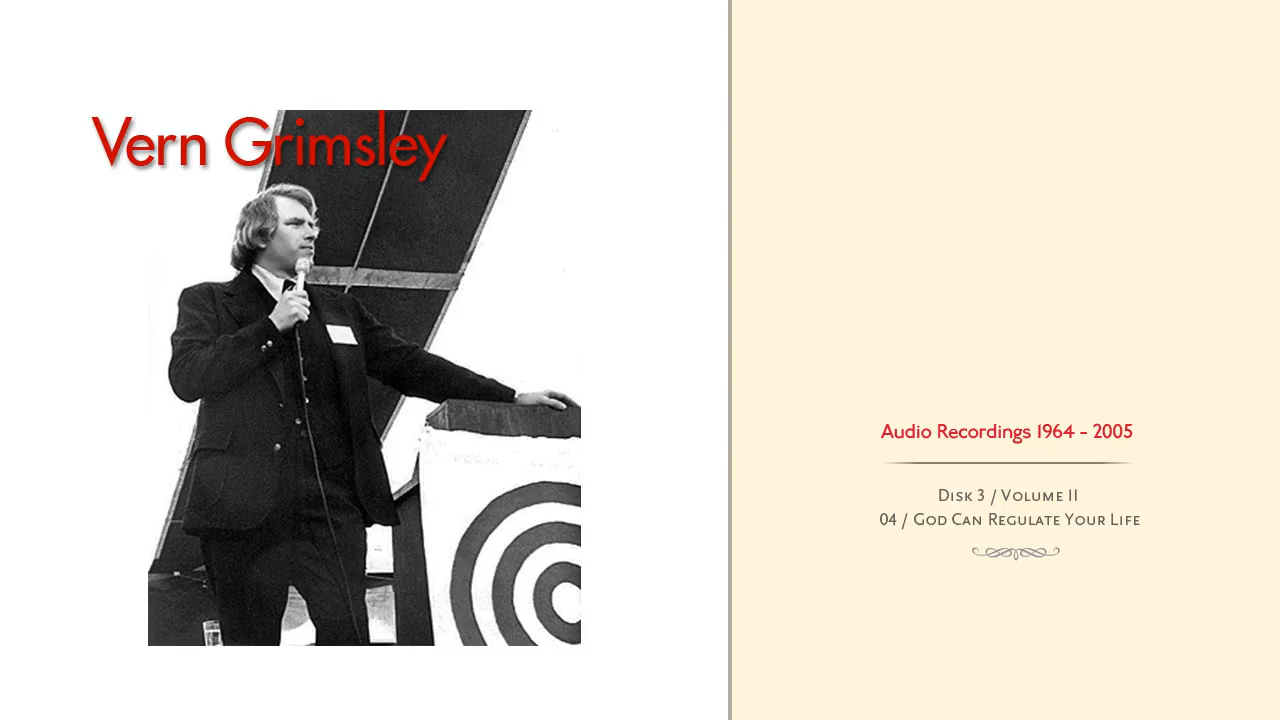 Vern Grimsley
Audio Recordings 1964 - 2005
Disk 3 / Volume II
04 / God Can Regulate Your Life